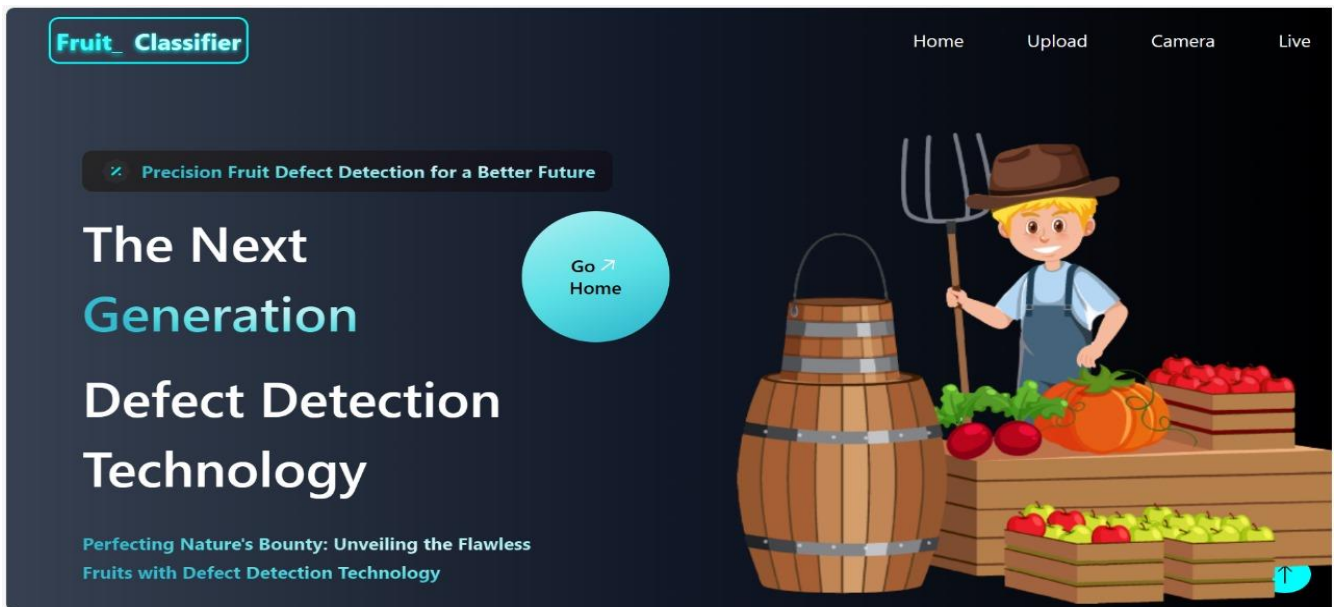 Fruit_ Classifier
Home Upload Camera Live
Precision Fruit Defect Detection for a Better Future
The Next
Generation
Go
Home
Defect Detection
Technology
Perfecting Nature's Bounty: Unveiling the Flawless
Fruits with Defect Detection Technology